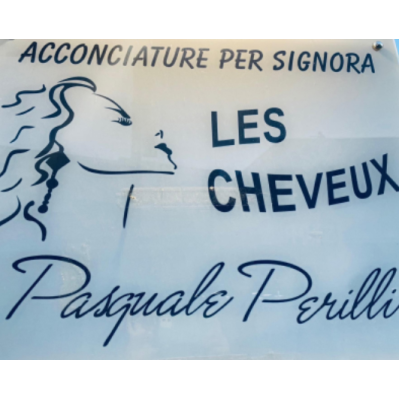 ACCONCIATURE PER SIGNORA
LES
CHEVEUX
Pasquale Perilli